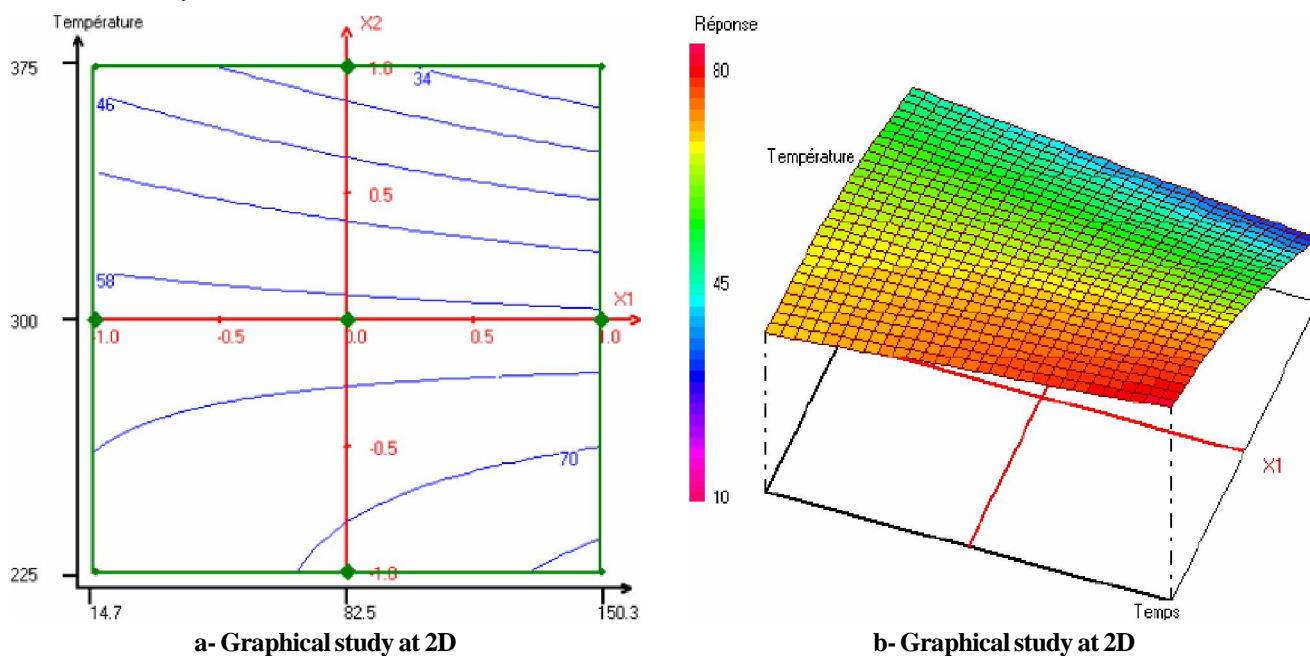 Température
X2
375
1.0
34
46
0.5
58
X1
300
-1.0
-0.5
0.0
0.5
1.0
-0.5
70
225
-1.0
14.7
82.5
150.3
a- Graphical study at 2D
Réponse
80
Température
45
X1
10
Temps
b- Graphical study at 2D